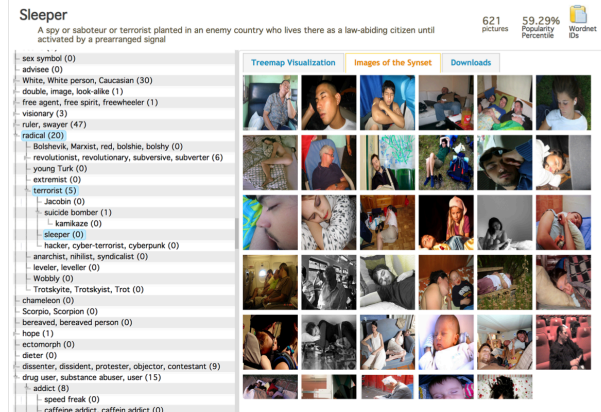 Sleeper
A spy or saboteur or terrorist planted in an enemy country who lives there as a law-abiding citizen until
activated by a prearranged signal
621
pictures
59.29%
Popularity
Percentile
Wordnet
IDs
sex symbol (0)
advisee (0)
White, White person, Caucasian (30)
double, image, look-alike (1)
free agent, free spirit, freewheeler (1)
visionary (3)
ruler, swayer (47)
radical (20)
Bolshevik, Marxist, red, bolshie, bolshy (0)
revolutionist, revolutionary, subversive, subverter (6)
young Turk (0)
extremist (0)
terrorist (5)
Jacobin (0)
suicide bomber (1)
kamikaze (0)
sleeper (0)
hacker, cyber-terrorist, cyberpunk (0)
anarchist, nihilist, syndicalist (0)
leveler, leveller (0)
Wobbly (0)
Trotskyite, Trotskyist, Trot (0)
chameleon (0)
Scorpio, Scorpion (0)
bereaved, bereaved person (0)
hope (1)
ectomorph (0)
dieter (0)
dissenter, dissident, protester, objector, contestant (9)
drug user, substance abuser, user (15)
addict (8)
speed freak (0)
caffeine addict, caffein addict (0)
Treemap Visualization
Images of the Synset
Downloads